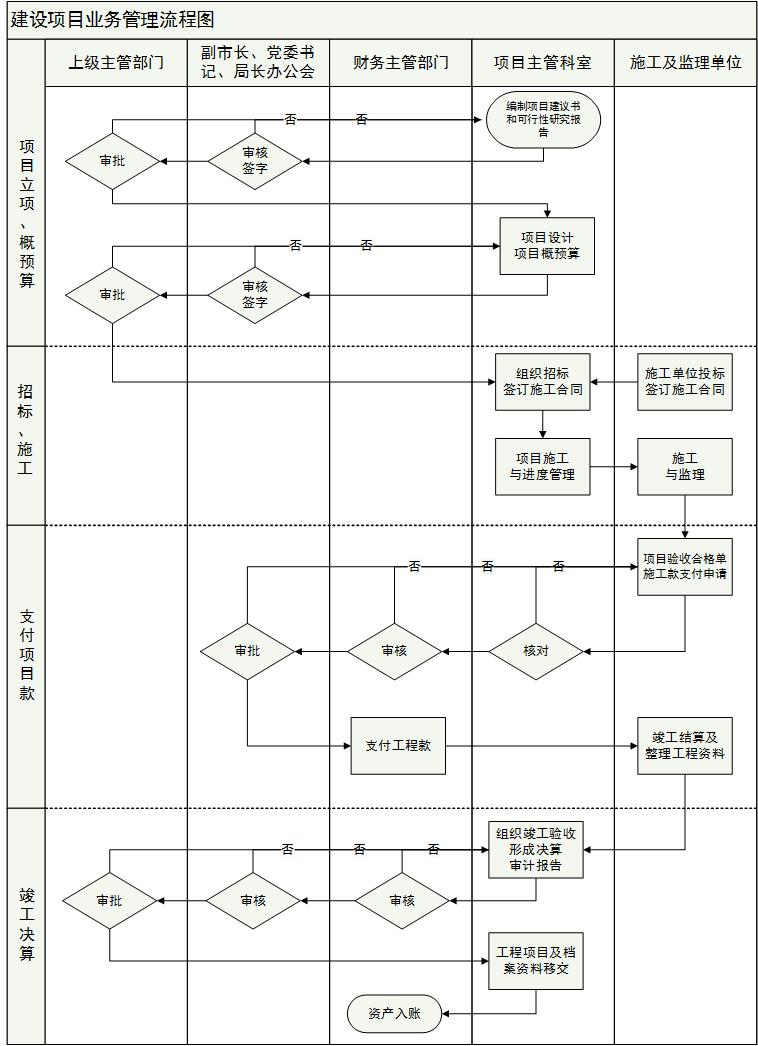 建设项目业务管理流程图
上级主管部门
副市长、党委书
记、局长办公会
财务主管部门
项目主管科室
施工及监理单位
项目立项、概预算
编制项目建议书
和可行性研究报
告
否
否
审批
审核
签字
项目设计
项目概预算
否
否
审批
审核
签字
招标、施工
组织招标
签订施工合同
施工单位投标
签订施工合同
项目施工
与进度管理
施工
与监理
支付项目款
项目验收合格单
施工款支付申请
否
否
否
审批
审核
核对
支付工程款
竣工结算及
整理工程资料
竣工决算
组织竣工验收
形成决算
审计报告
否
否
否
审批
审核
审核
工程项目及档
案资料移交
资产入账